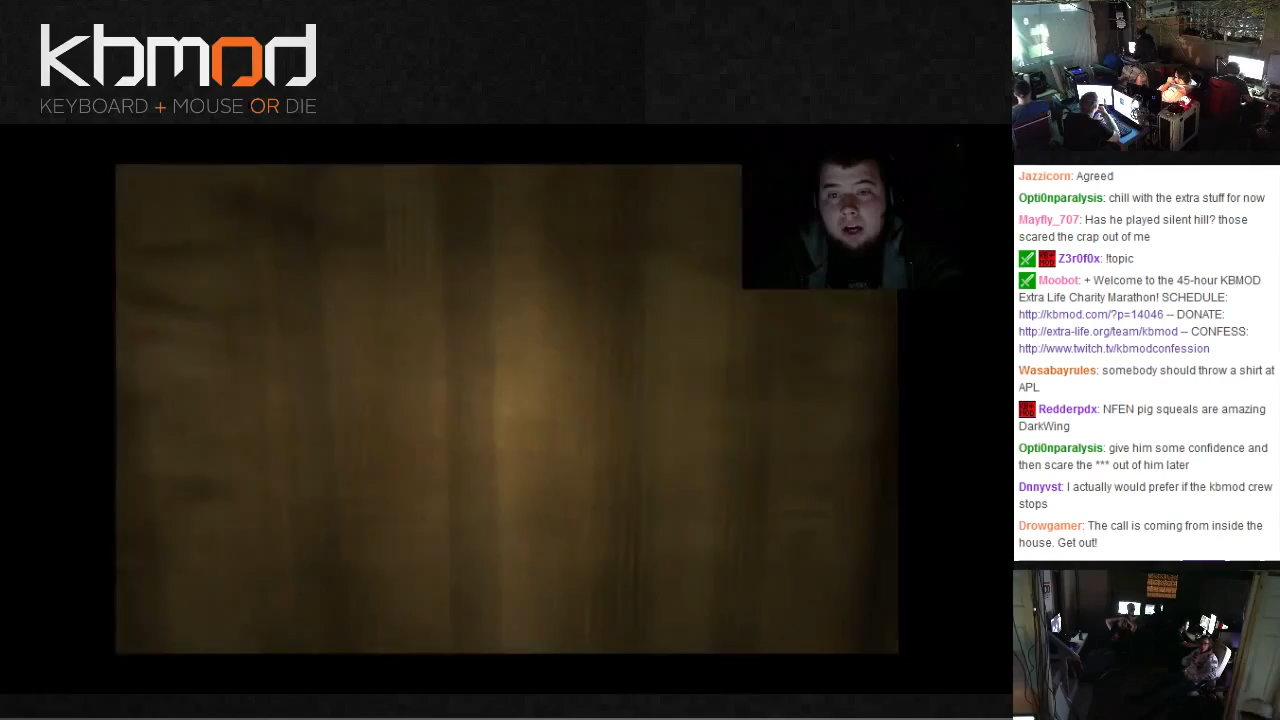 kbmod
KEYBOARD + MOUSE OR DIE
Jazzicorn: Agreed
Opti0nparalysis: chill with the extra stuff for now
Mayfly_707: Has he played silent hill? those
scared the crap out of me
KB+ MOD Z3r0f0x: !topic
Moobot: + Welcome to the 45-hour KBMOD
Extra Life Charity Marathon! SCHEDULE:
http://kbmod.com/?p=14046 -- DONATE:
http://extra-life.org/team/kbmod -- CONFESS:
http://www.twitch.tv/kbmodconfession
Wasabayrules: somebody should throw a shirt at
APL
KB+ MOD Redderpdx: NFEN pig squeals are amazing
DarkWing
Opti0nparalysis: give him some confidence and
then scare the *** out of him later
Dnnyvst: I actually would prefer if the kbmod crew
stops
Drowgamer: The call is coming from inside the
house. Get out!